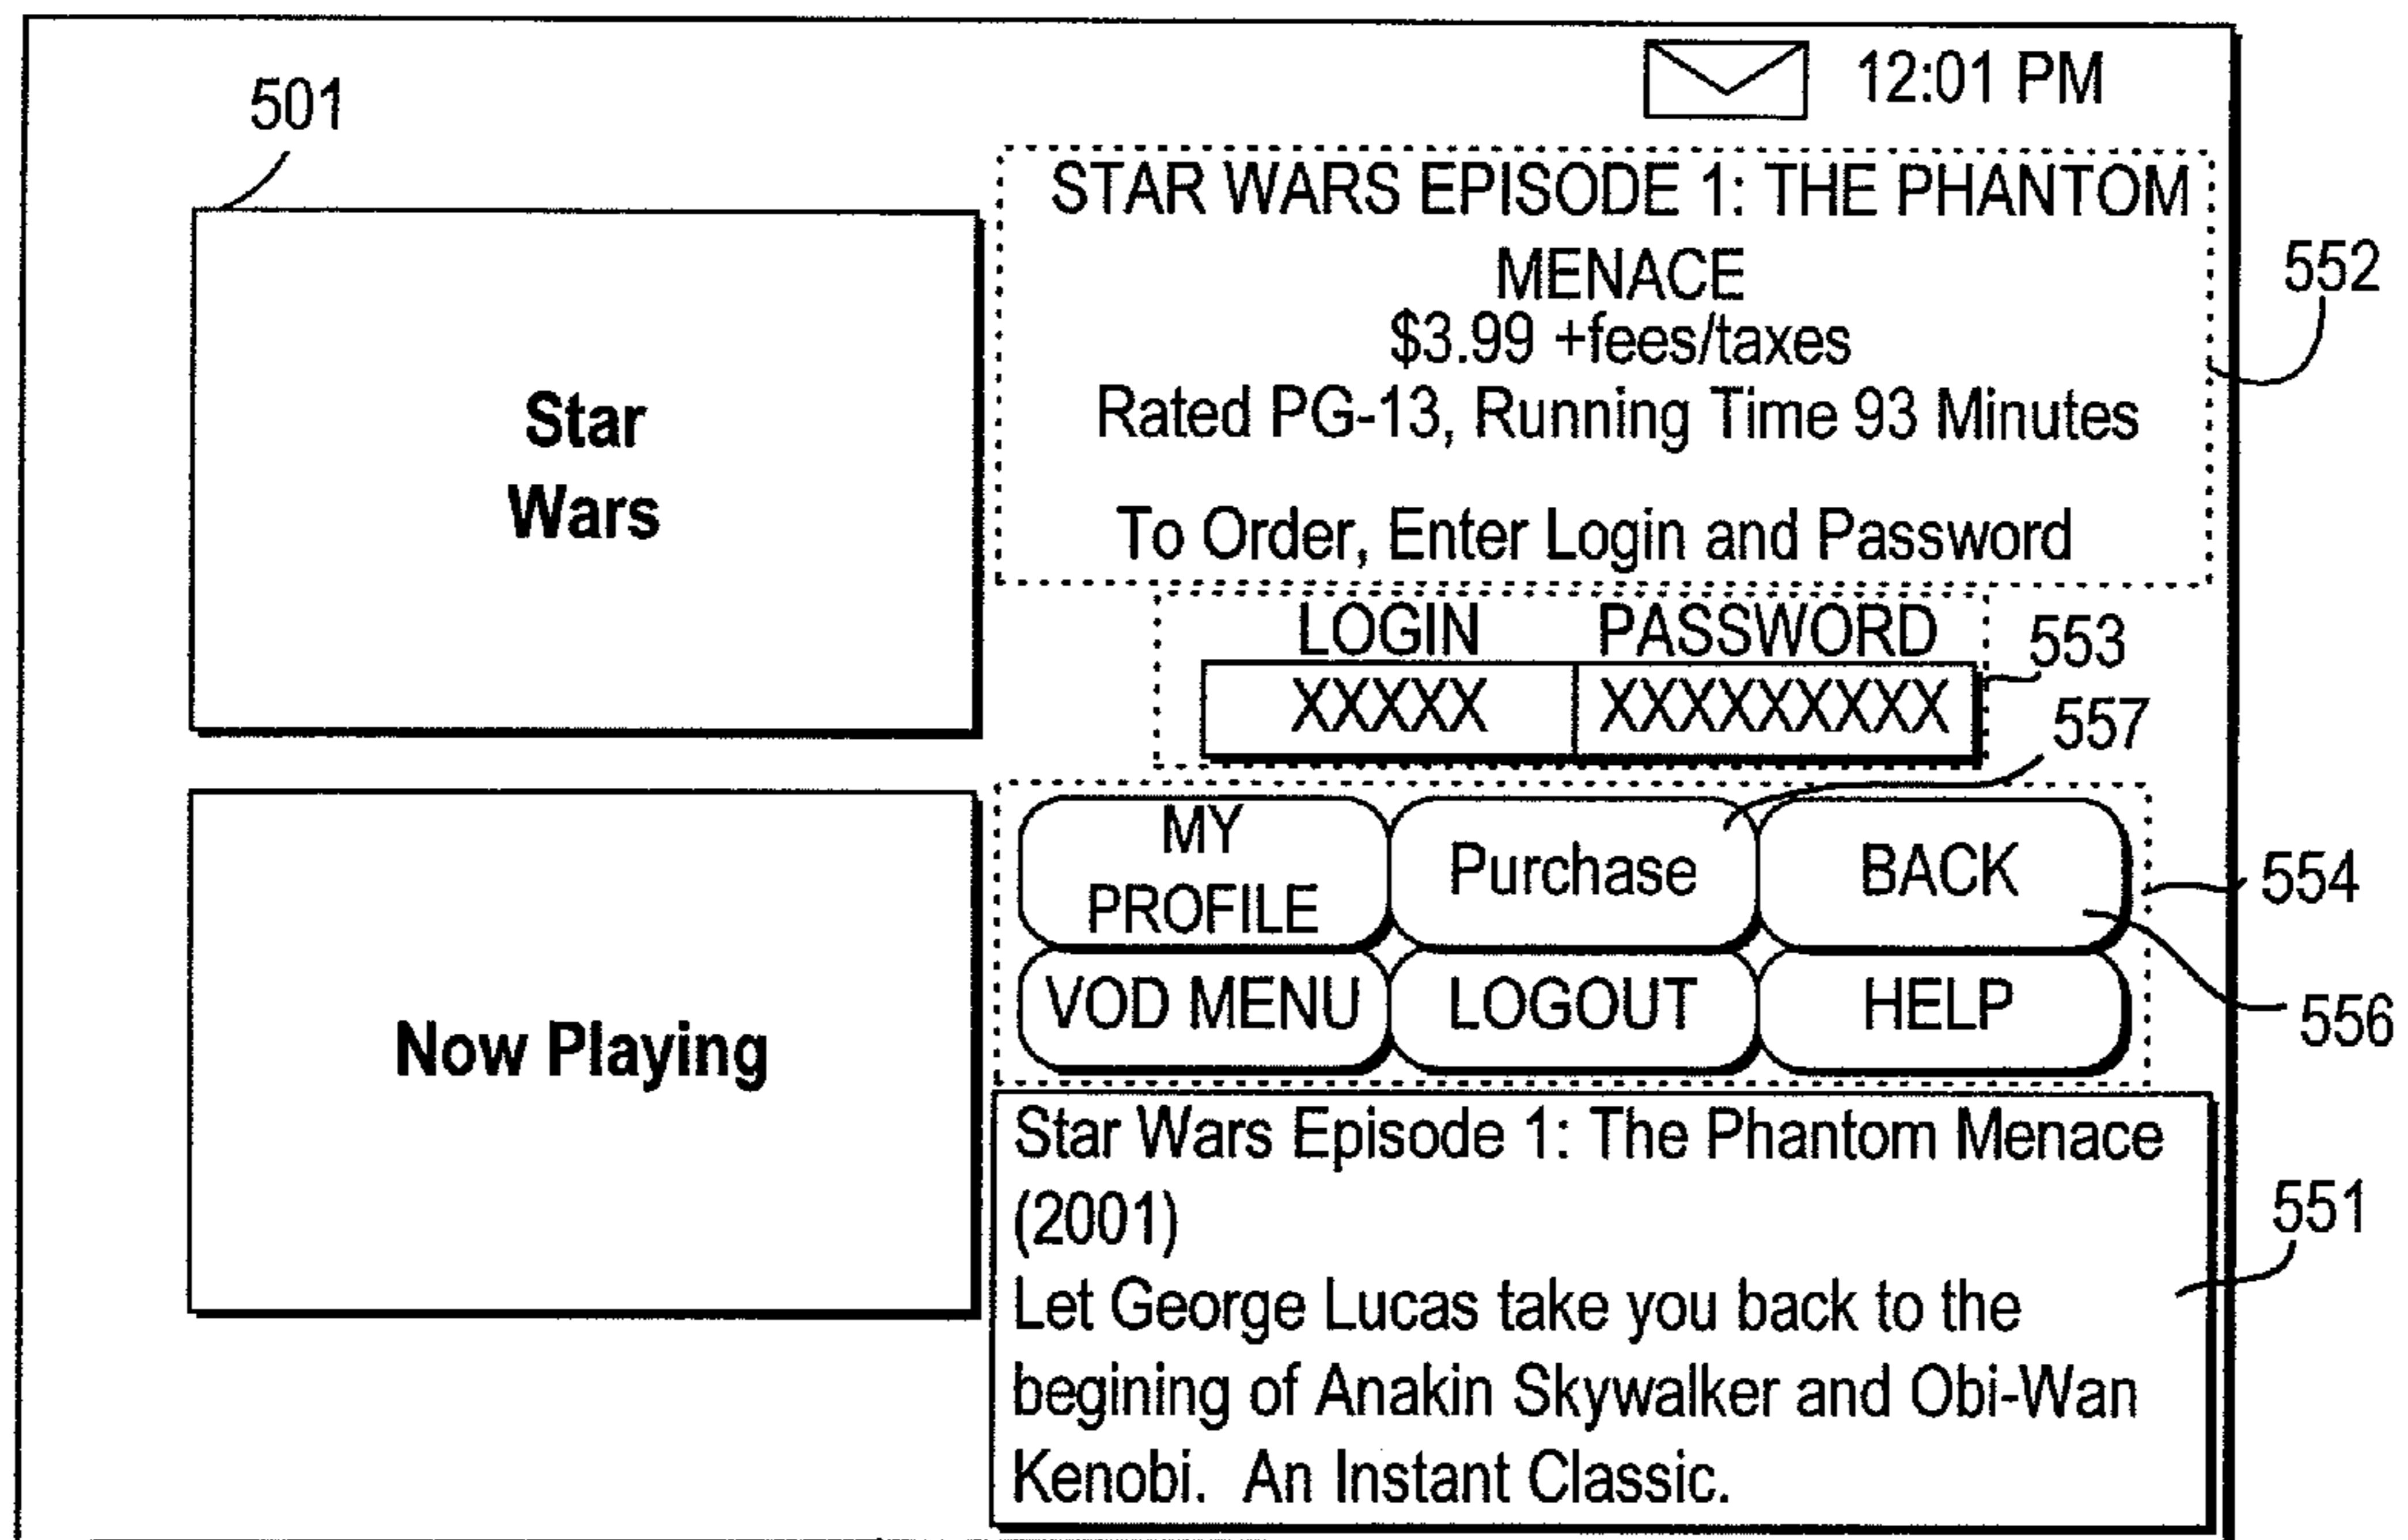 12:01 PM
501
STAR WARS EPISODE 1: THE PHANTOM
MENACE
$3.99 +fees/taxes
Rated PG-13, Running Time 93 Minutes
To Order, Enter Login and Password
552
Star
Wars
LOGIN PASSWORD
XXXXX XXXXXXXXX
553
557
MY
PROFILE
Purchase
BACK
554
VOD MENU
LOGOUT
HELP
556
Now Playing
Star Wars Episode 1: The Phantom Menace
(2001)
Let George Lucas take you back to the
begining of Anakin Skywalker and Obi-Wan
Kenobi. An Instant Classic.
551